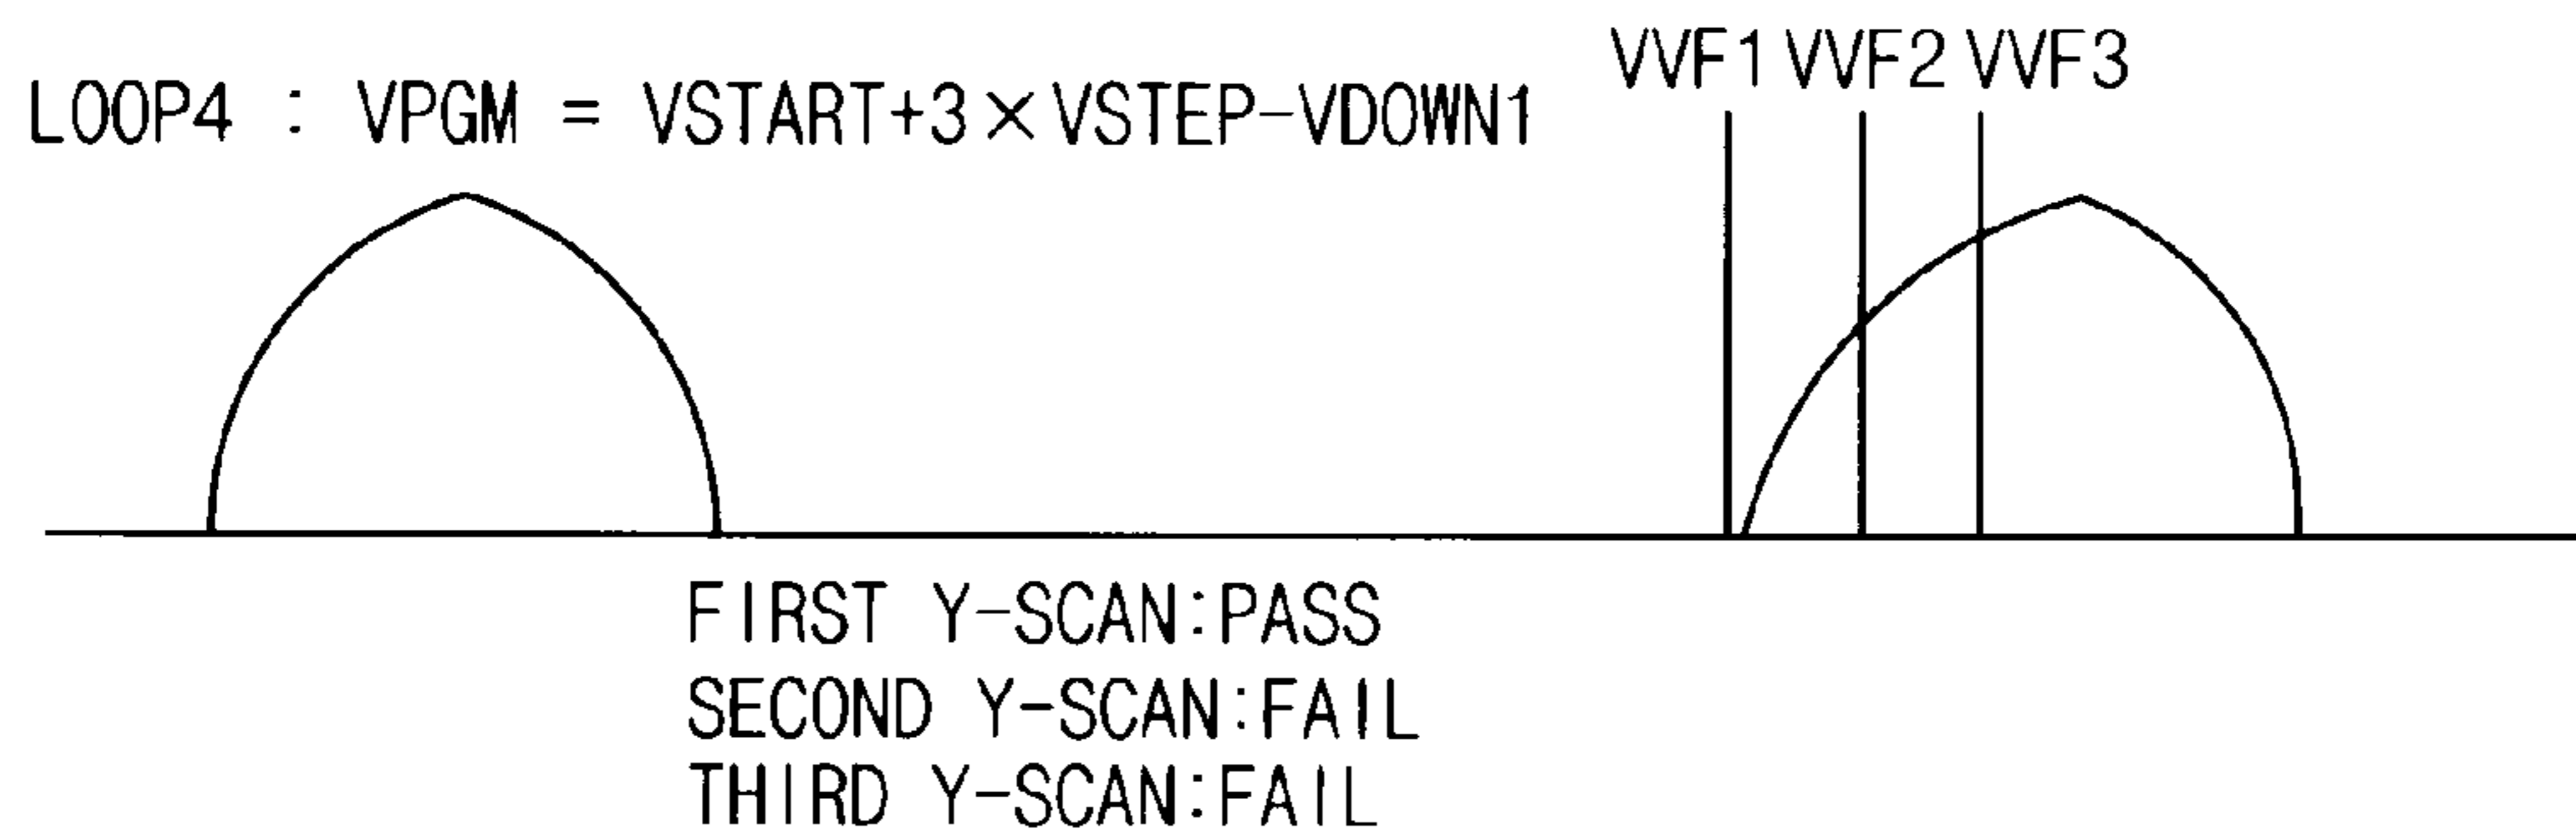 VVF1 VVF2 VVF3
LOOP4 : VPGM = VSTART+3×VSTEP-VDOWN1
FIRST Y-SCAN:PASS
SECOND Y-SCAN:FAIL
THIRD Y-SCAN:FAIL